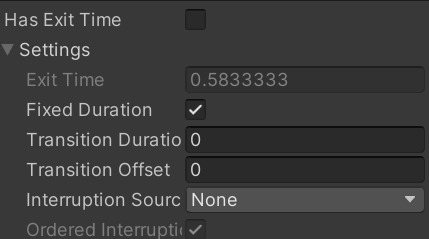 Has Exit Time
Settings
Exit Time 0.5833333
Fixed Duration
Transition Duratio 0
Transition Offset 0
Interruption Sourc None
Ordered Interruptic